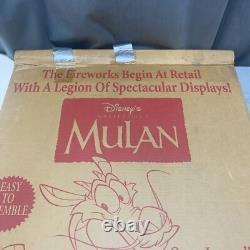 The Fireworks Begin At Retail
With A Legion Of Spectacular Displays!
Disney's
MULAN
EASY
TO